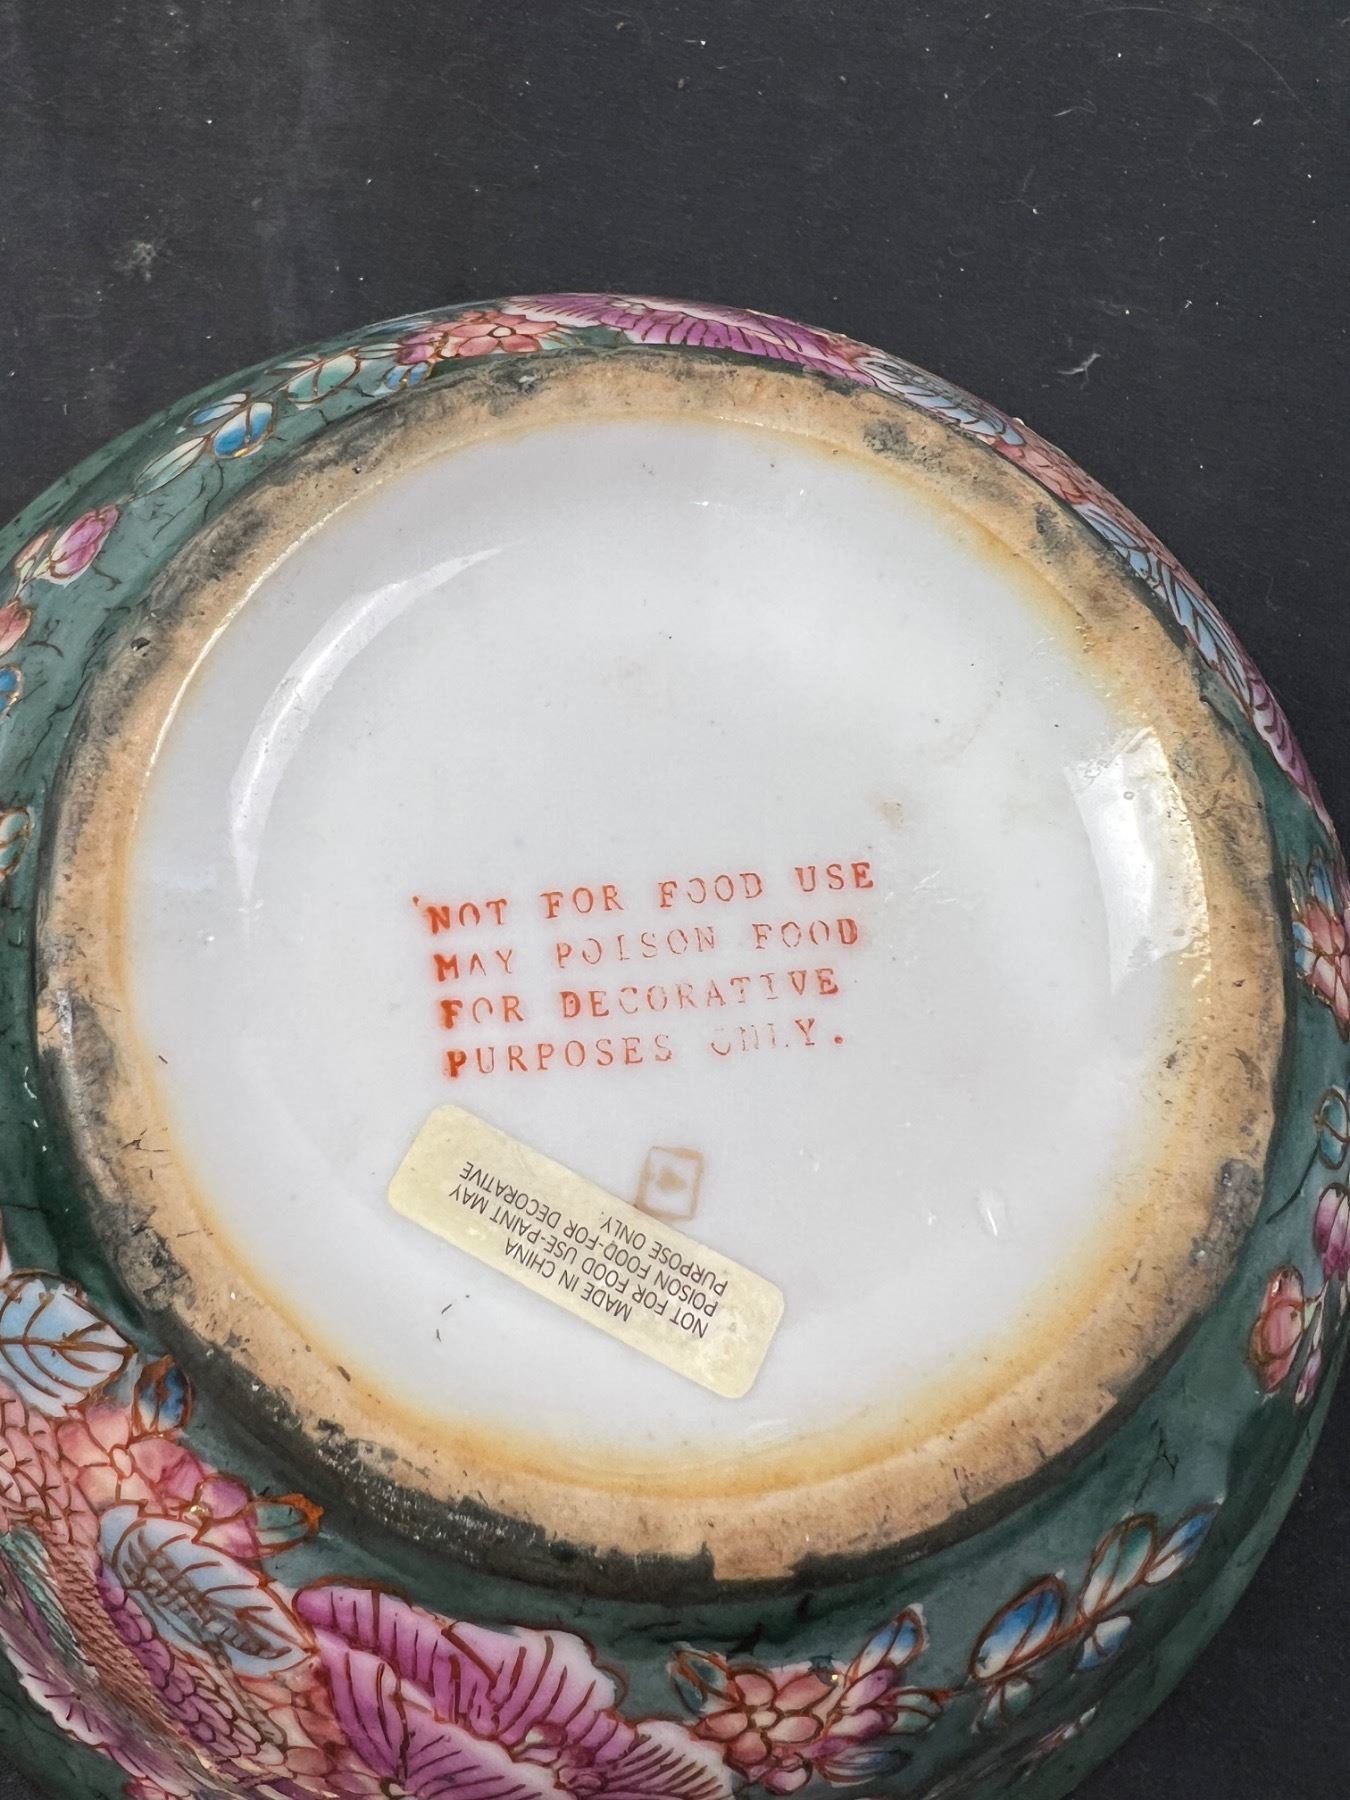 NOT FOR FOOD USE
MAY POISON FOOD
FOR DECORATIVE
PURPOSES ONLY.
MADE IN CHINA
NOT FOR FOOD USE-PAINT MAY
POISON FOOD-FOR DECORATIVE
PURPOSE ONLY.